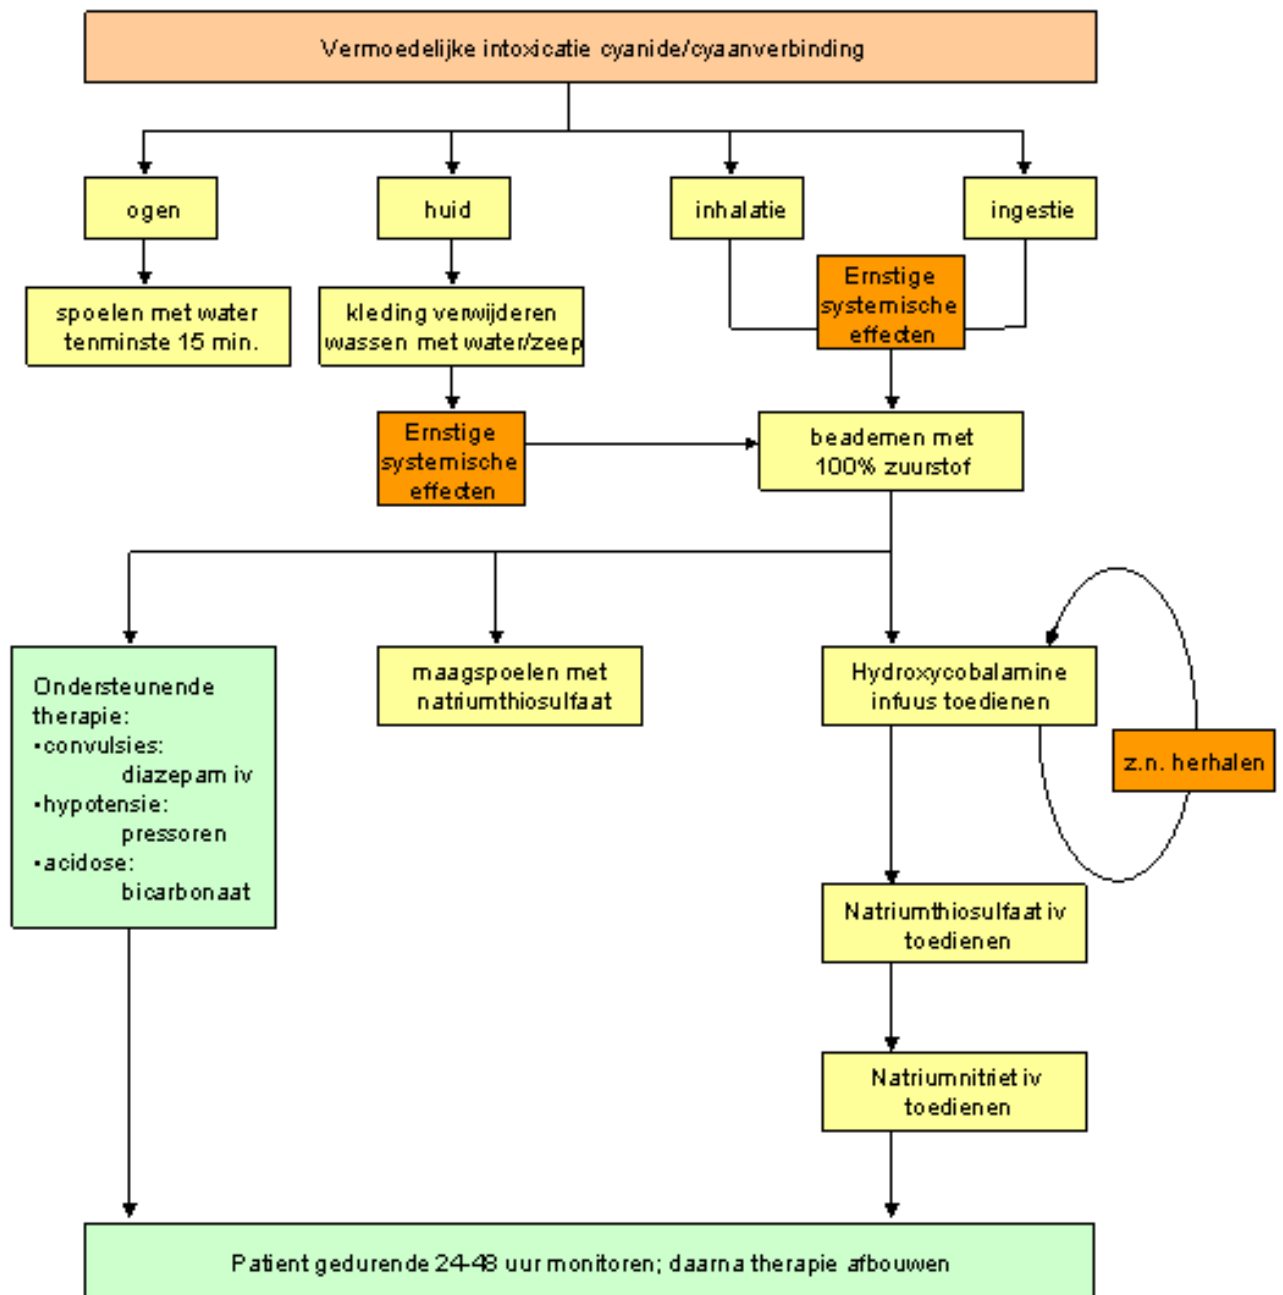 Vermoedelijke intoxicatie cyanide/cyaanverbinding
ogen
huid
inhalatie
ingestie
spoelen met water
tenminste 15 min.
kleding verwijderen
wassen met water/zeep
Ernstige
systemische
effecten
Ernstige
systemische
effecten
beademen met
100% zuurstof
Ondersteunende
therapie:
•convulsies:
diazepam iv
•hypotensie:
pressoren
•acidose:
bicarbonaat
maagspoelen met
natriumthiosulfaat
Hydroxycobalamine
infuus toedienen
z.n. herhalen
Natriumthiosulfaat iv
toedienen
Natriumnitriet iv
toedienen
Patient gedurende 24-48 uur monitoren; daarna therapie afbouwen